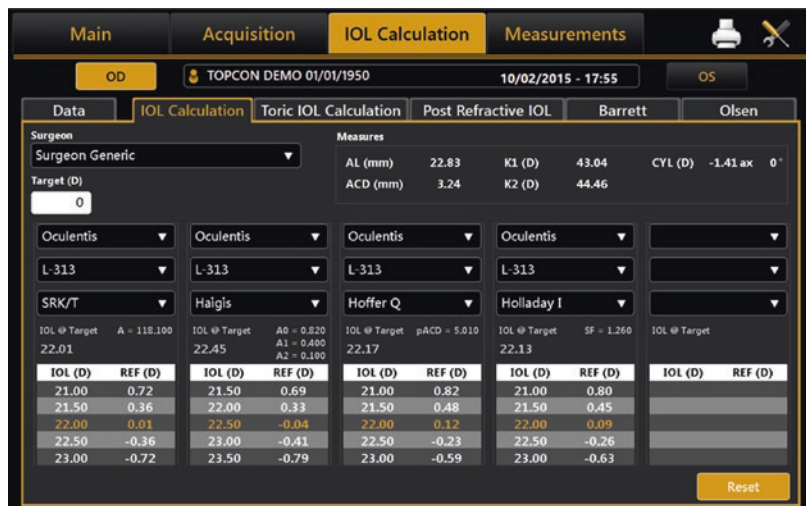 Main Acquisition IOL Calculation Measurements
OD TOPCON DEMO 01/01/1950 10/02/2015 - 17:55 OS
Data IOL Calculation Toric IOL Calculation Post Refractive IOL Barrett Olsen
Surgeon Measures
Surgeon Generic AL (mm) 22.83 K1 (D) 43.04 CYL (D) -1.41 ax 0°
Target (D) ACD (mm) 3.24 K2 (D) 44.46
0
Oculentis Oculentis Oculentis Oculentis
L-313 L-313 L-313 L-313
SRK/T Haigis Hoffer Q Holladay I
IOL @ Target A = 118.100 IOL @ Target A0 = 0.820 IOL @ Target pACD = 5.010 IOL @ Target SF = 1.260 IOL @ Target
A1 = 0.400
22.01 22.45 A2 = 0.100 22.17 22.13
IOL (D) REF (D) IOL (D) REF (D) IOL (D) REF (D) IOL (D) REF (D) IOL (D) REF (D)
21.00 0.72 21.50 0.69 21.00 0.82 21.00 0.80
21.50 0.36 22.00 0.33 21.50 0.48 21.50 0.45
22.00 0.01 22.50 -0.04 22.00 0.12 22.00 0.09
22.50 -0.36 23.00 -0.41 22.50 -0.23 22.50 -0.26
23.00 -0.72 23.50 -0.79 23.00 -0.59 23.00 -0.63
Reset